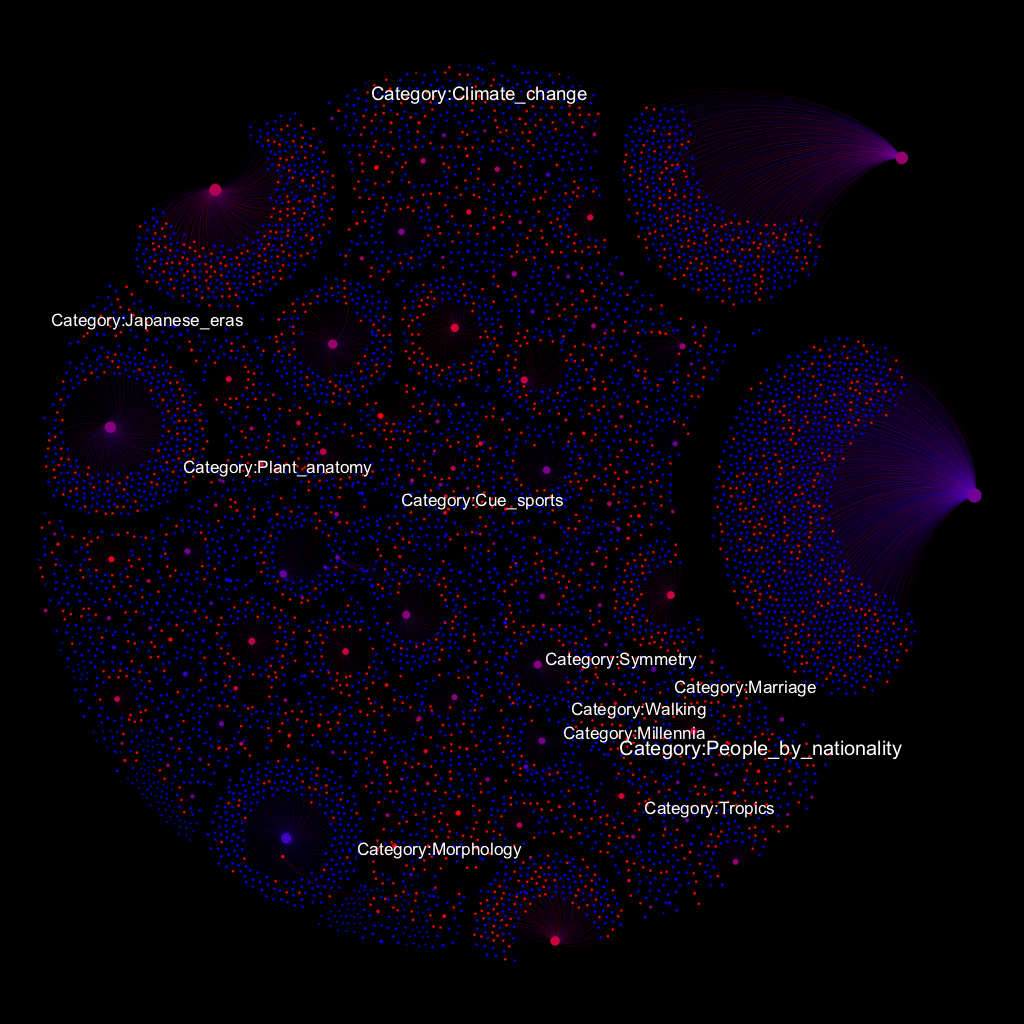 Category:Climate_change
Category:Japanese_eras
Category:Plant_anatomy
Category:Cue_sports
Category:Symmetry
Category:Marriage
Category:Walking
Category:Millennia
Category:People_by_nationality
Category:Tropics
Category:Morphology